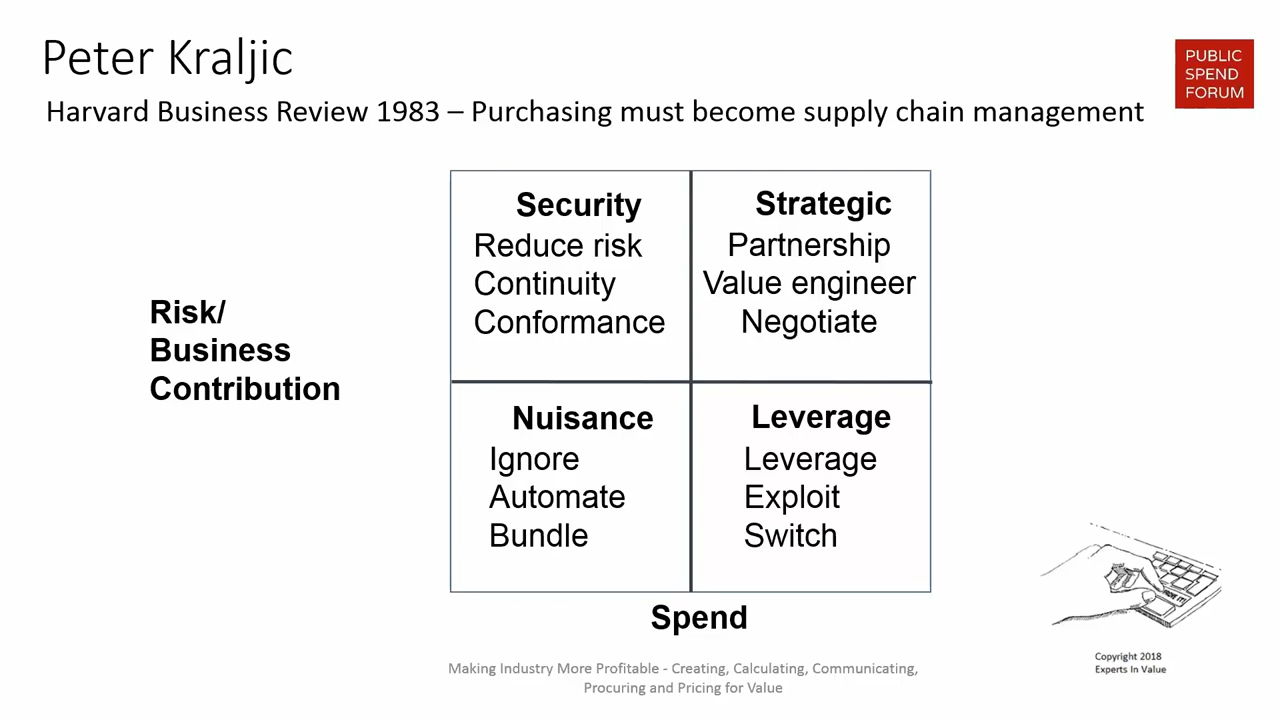 Peter Kraljic
PUBLIC
SPEND
FORUM
Harvard Business Review 1983 – Purchasing must become supply chain management
Security
Reduce risk
Continuity
Conformance
Strategic
Partnership
Value engineer
Negotiate
Risk/
Business
Contribution
Nuisance
Ignore
Automate
Bundle
Leverage
Leverage
Exploit
Switch
Spend
Making Industry More Profitable - Creating, Calculating, Communicating,
Procuring and Pricing for Value
Copyright 2018
Experts In Value